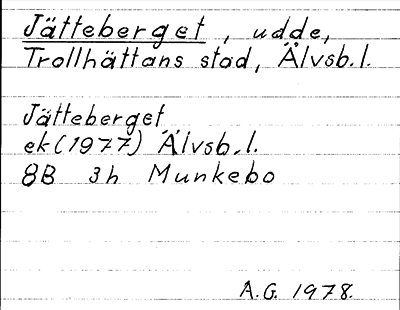 Jätteberget, udde,
Trollhättans stad, Älvsb.l.
Jätteberget
ek(1977) Älvsb.l.
8B 3h Munkebo
A.G. 1978.